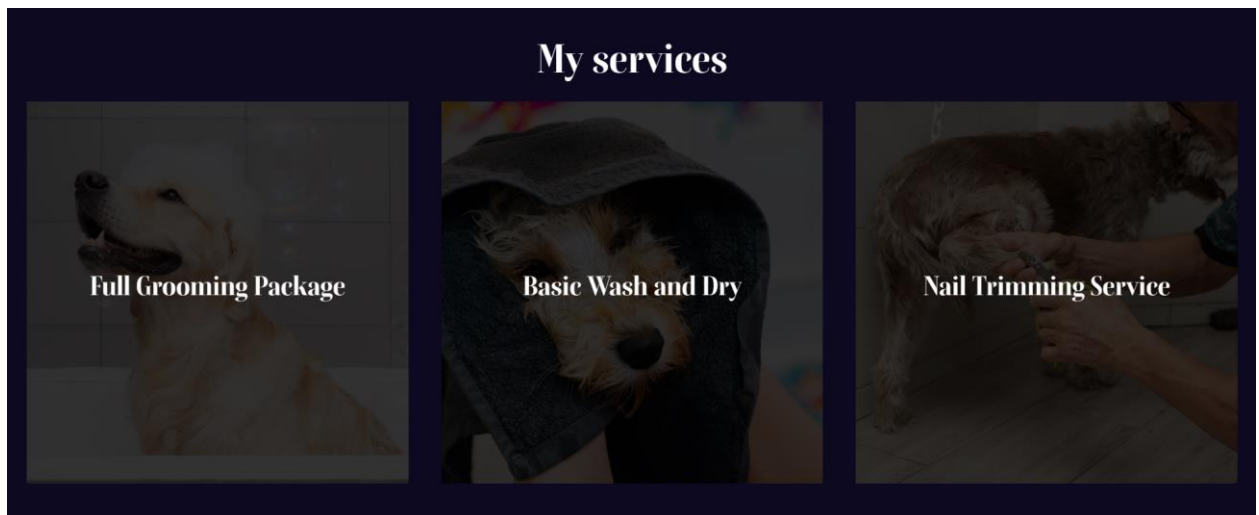 My services
Full Grooming Package
Basic Wash and Dry
Nail Trimming Service